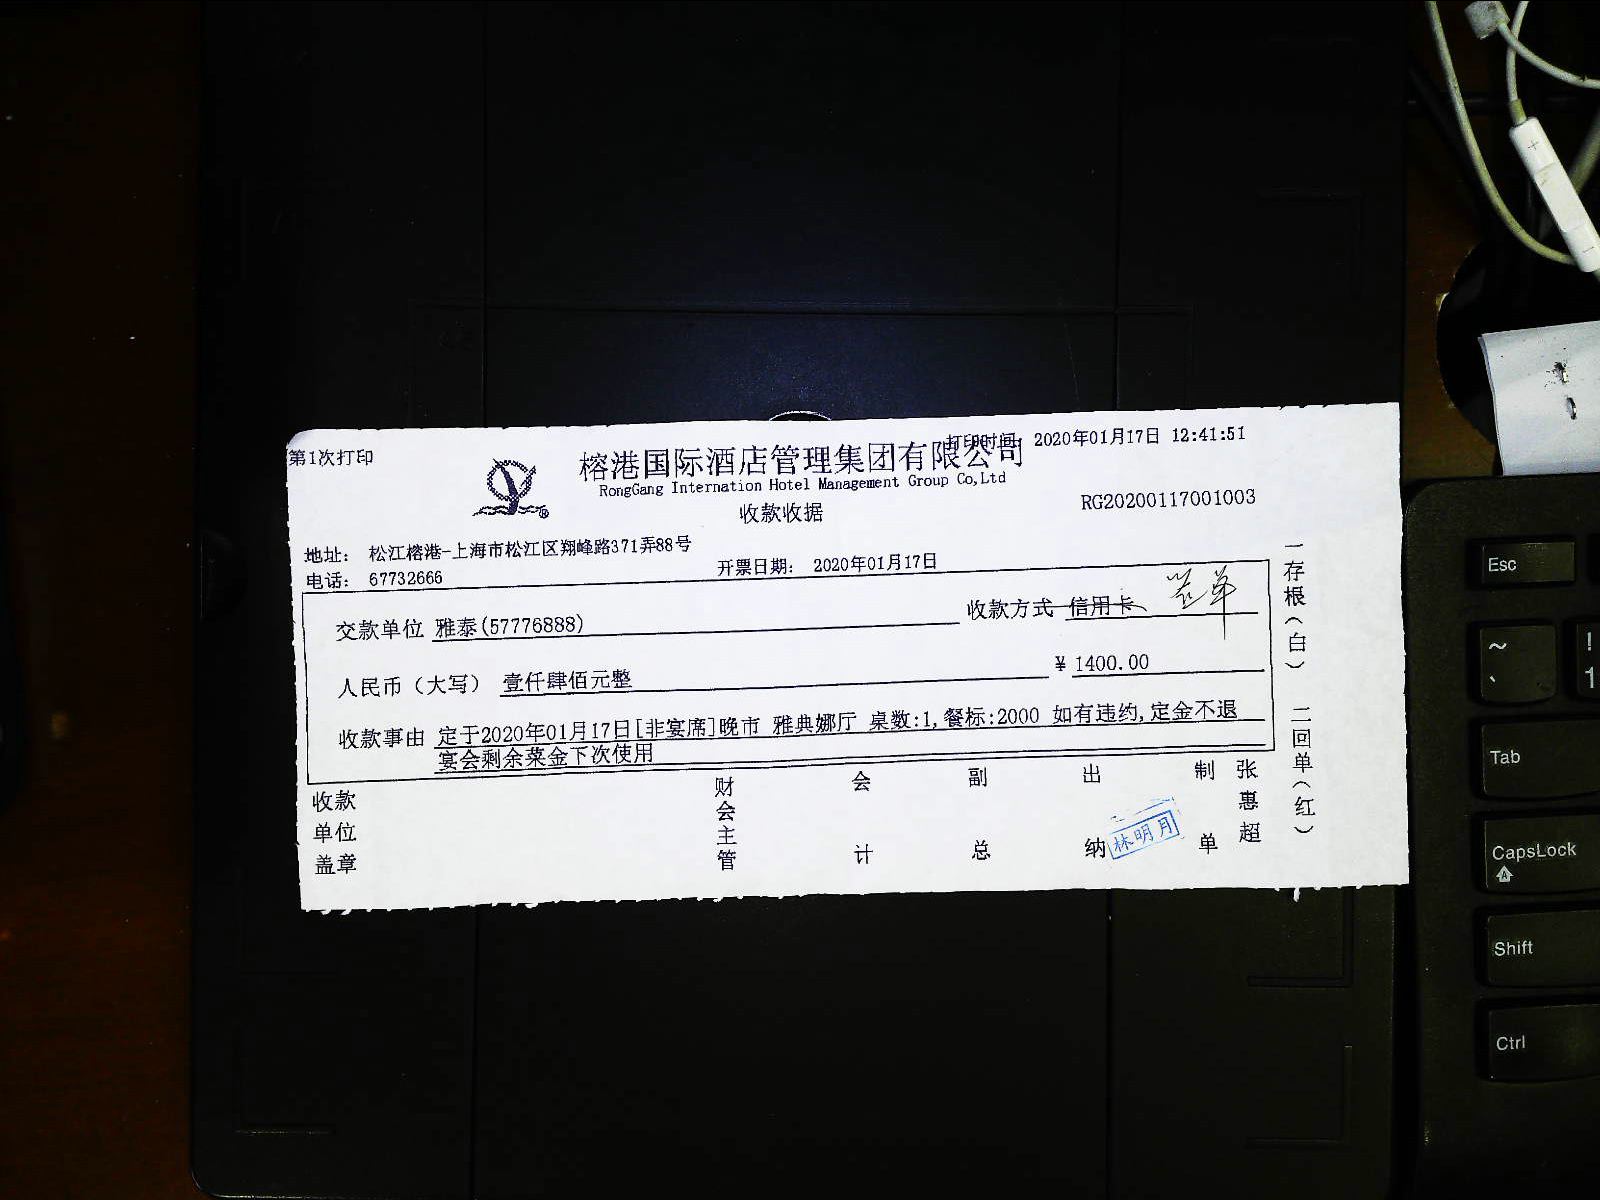 第1次打印
打印时间 2020年01月17日 12:41:51
榕港国际酒店管理集团有限公司
RongGang Internation Hotel Management Group Co,Ltd
收款收据
RG20200117001003
地址： 松江榕港-上海市松江区翔峰路371弄88号
电话： 67732666
开票日期： 2020年01月17日
交款单位 雅泰(57776888)
收款方式 信用卡
人民币（大写） 壹仟肆佰元整
¥ 1400.00
收款事由 定于2020年01月17日[非宴席]晚市 雅典娜厅 桌数:1,餐标:2000 如有违约,定金不退
宴会剩余菜金下次使用
收款单位盖章
财会主管
会计
副总
出纳
林明月
制单
张惠超
一存根（白） 二回单（红）
Esc
~
`
!
1
Tab
CapsLock
Shift
Ctrl